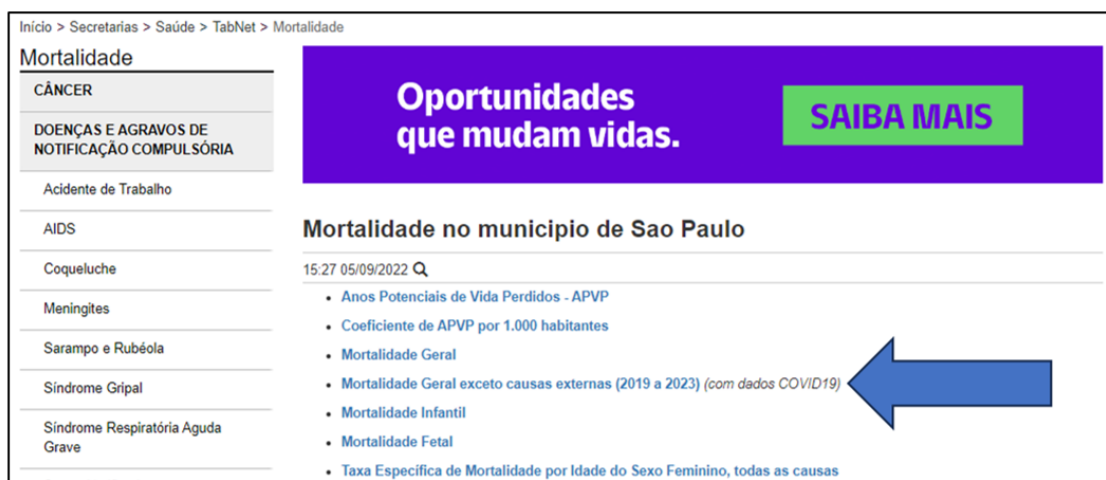 Início > Secretarias > Saúde > TabNet > Mortalidade
Mortalidade
CÂNCER
DOENÇAS E AGRAVOS DE
NOTIFICAÇÃO COMPULSÓRIA
Acidente de Trabalho
AIDS
Coqueluche
Meningites
Sarampo e Rubéola
Síndrome Gripal
Síndrome Respiratória Aguda
Grave
Oportunidades
que mudam vidas.
SAIBA MAIS
Mortalidade no municipio de Sao Paulo
15:27 05/09/2022
• Anos Potenciais de Vida Perdidos - APVP
• Coeficiente de APVP por 1.000 habitantes
• Mortalidade Geral
• Mortalidade Geral exceto causas externas (2019 a 2023) (com dados COVID19)
• Mortalidade Infantil
• Mortalidade Fetal
• Taxa Específica de Mortalidade por Idade do Sexo Feminino, todas as causas